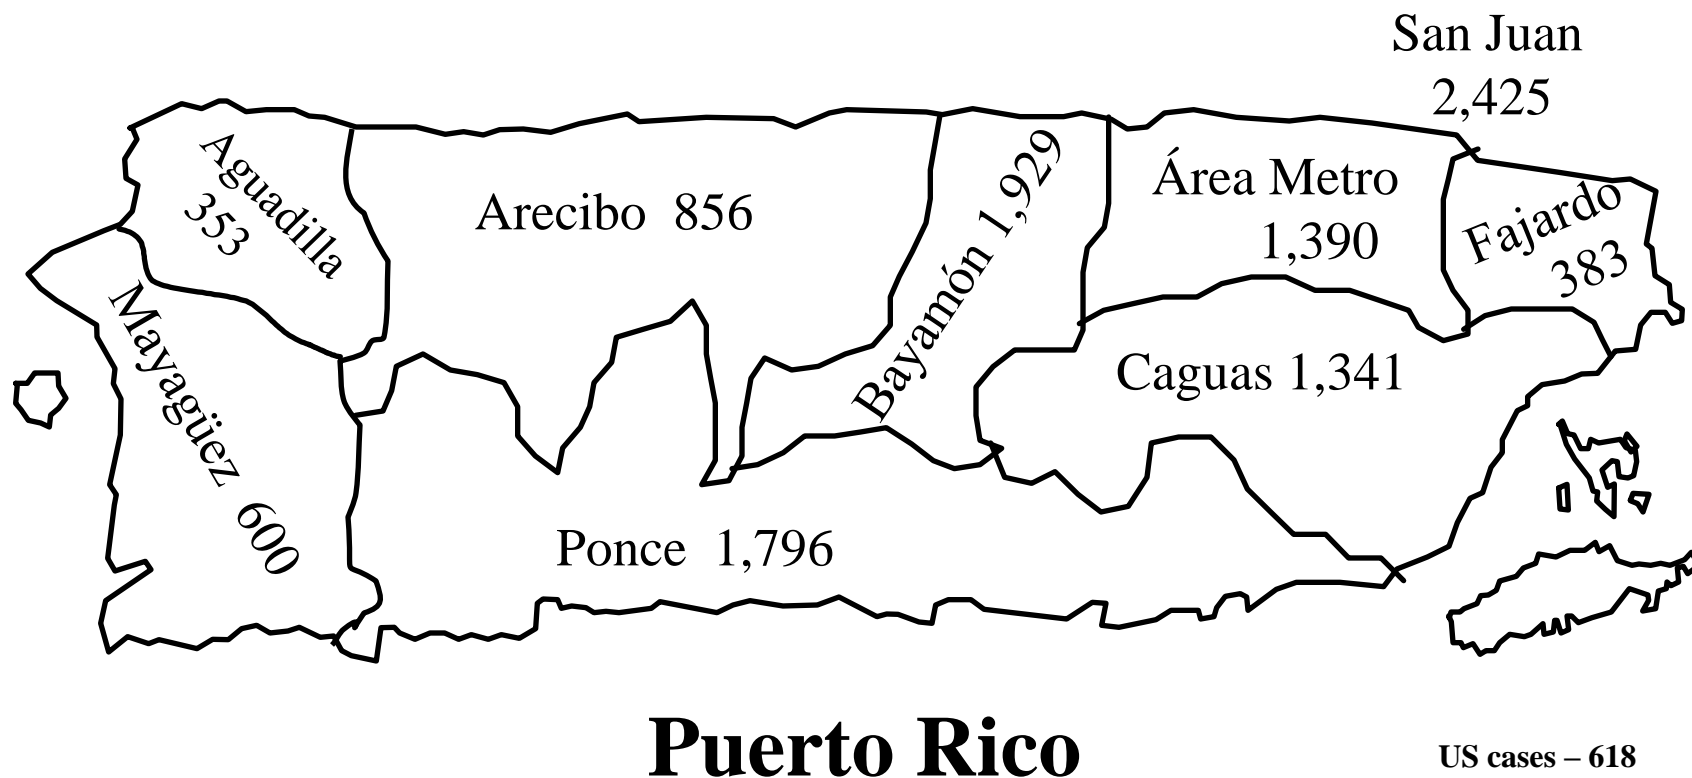 San Juan
2,425
Aguadilla
353
Arecibo 856
Bayamón 1,929
Área Metro
1,390
Fajardo
383
Mayagüez 600
Caguas 1,341
Ponce 1,796
Puerto Rico
US cases – 618